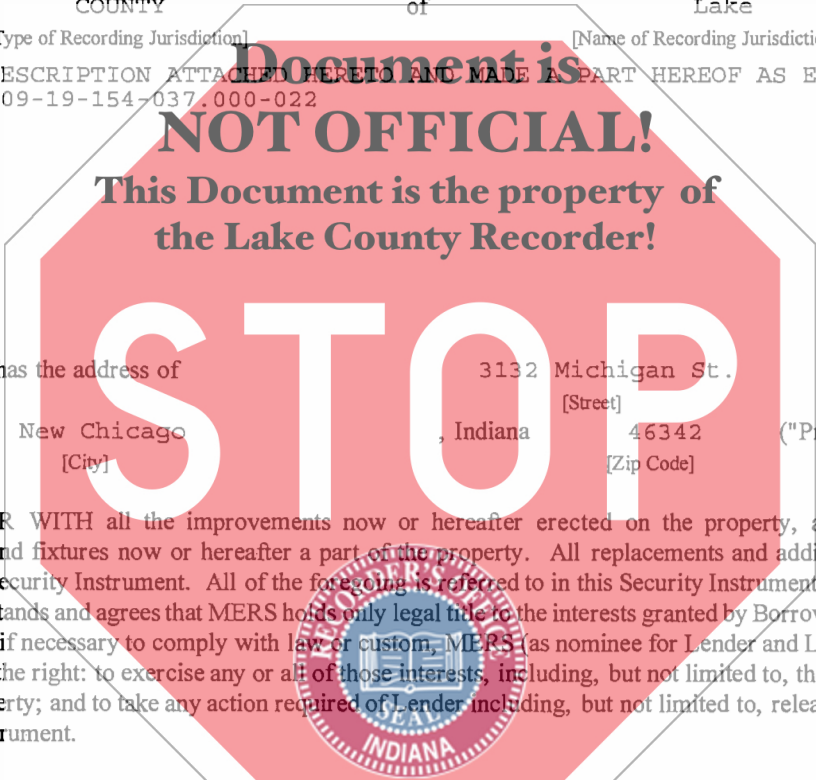 COUNTY of Lake
Type of Recording Jurisdiction] [Name of Recording Jurisdictio
Document is
ESCRIPTION ATTACHED HERETO AND MADE A PART HEREOF AS E
09-19-154-037.000-022
NOT OFFICIAL!
This Document is the property of
the Lake County Recorder!
STOP
has the address of 3132 Michigan St.
[Street]
New Chicago , Indiana 46342 ("Pr
[City] [Zip Code]
R WITH all the improvements now or hereafter erected on the property, a
nd fixtures now or hereafter a part of the property. All replacements and addi
ecurity Instrument. All of the foregoing is referred to in this Security Instrument
tands and agrees that MERS holds only legal title to the interests granted by Borrow
if necessary to comply with law or custom, MERS (as nominee for Lender and L
the right: to exercise any or all of those interests, including, but not limited to, th
erty; and to take any action required of Lender including, but not limited to, relea
rument.
RECORDER'S
SEAL
INDIANA